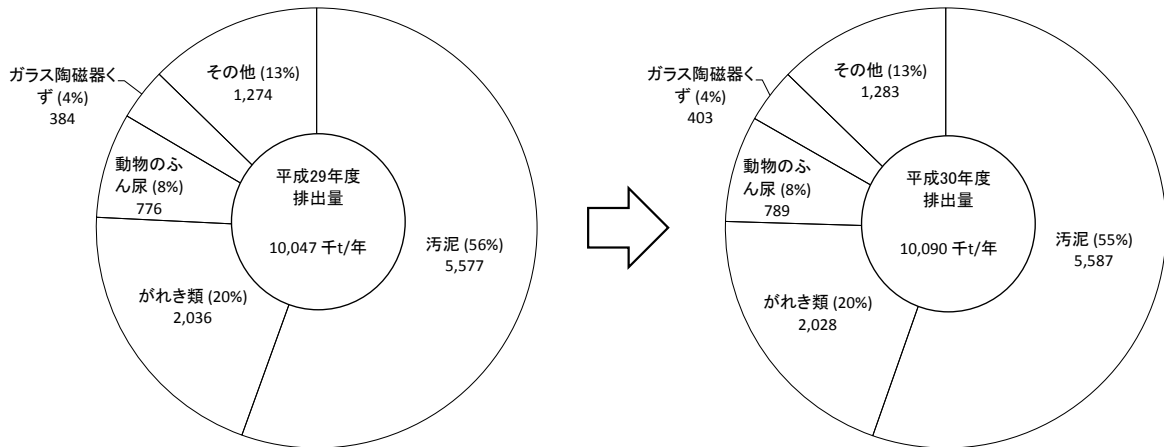 その他 (13%)
1,274
ガラス陶磁器く
ず (4%)
384
動物のふ
ん尿 (8%)
776
平成29年度
排出量
10,047 千t/年
汚泥 (56%)
5,577
がれき類 (20%)
2,036
その他 (13%)
1,283
ガラス陶磁器く
ず (4%)
403
動物のふ
ん尿 (8%)
789
平成30年度
排出量
10,090 千t/年
汚泥 (55%)
5,587
がれき類 (20%)
2,028